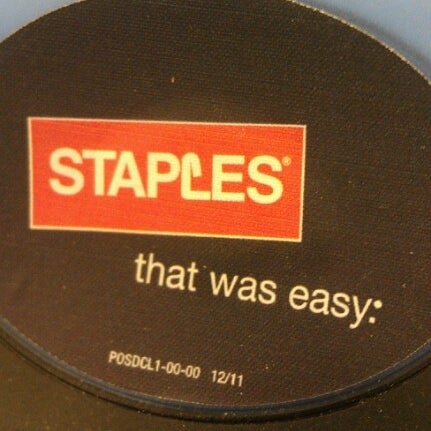 STAPLES®
that was easy:
POSDCL1-00-00 12/11